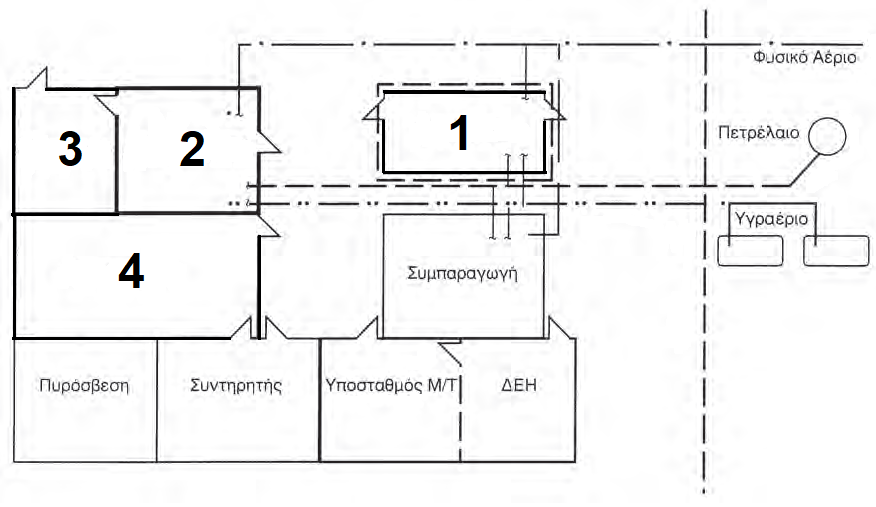 Φυσικό Αέριο
1
3
2
Πετρέλαιο
Υγραέριο
4
Συμπαραγωγή
Πυρόσβεση
Συντηρητής
Υποσταθμός Μ/Τ
ΔΕΗ